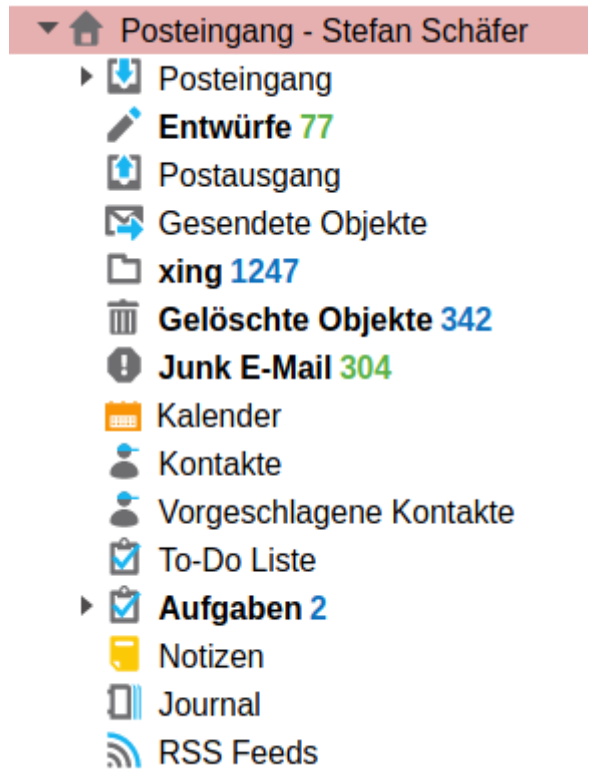 Posteingang - Stefan Schäfer
Posteingang
Entwürfe 77
Postausgang
Gesendete Objekte
xing 1247
Gelöschte Objekte 342
Junk E-Mail 304
Kalender
Kontakte
Vorgeschlagene Kontakte
To-Do Liste
Aufgaben 2
Notizen
Journal
RSS Feeds